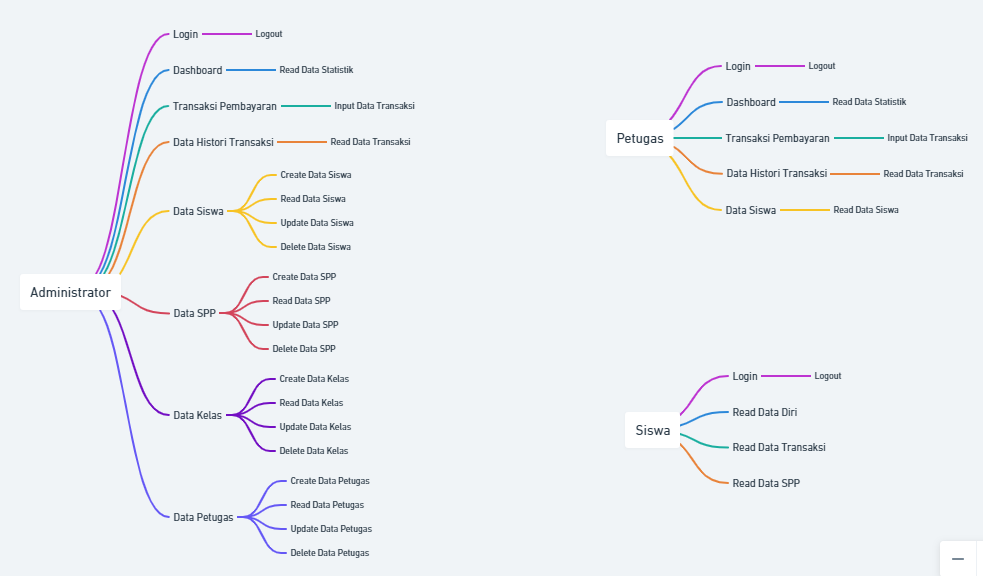 Administrator
Login
Logout
Dashboard
Read Data Statistik
Transaksi Pembayaran
Input Data Transaksi
Data Histori Transaksi
Read Data Transaksi
Data Siswa
Create Data Siswa
Read Data Siswa
Update Data Siswa
Delete Data Siswa
Data SPP
Create Data SPP
Read Data SPP
Update Data SPP
Delete Data SPP
Data Kelas
Create Data Kelas
Read Data Kelas
Update Data Kelas
Delete Data Kelas
Data Petugas
Create Data Petugas
Read Data Petugas
Update Data Petugas
Delete Data Petugas
Petugas
Login
Logout
Dashboard
Read Data Statistik
Transaksi Pembayaran
Input Data Transaksi
Data Histori Transaksi
Read Data Transaksi
Data Siswa
Read Data Siswa
Siswa
Login
Logout
Read Data Diri
Read Data Transaksi
Read Data SPP